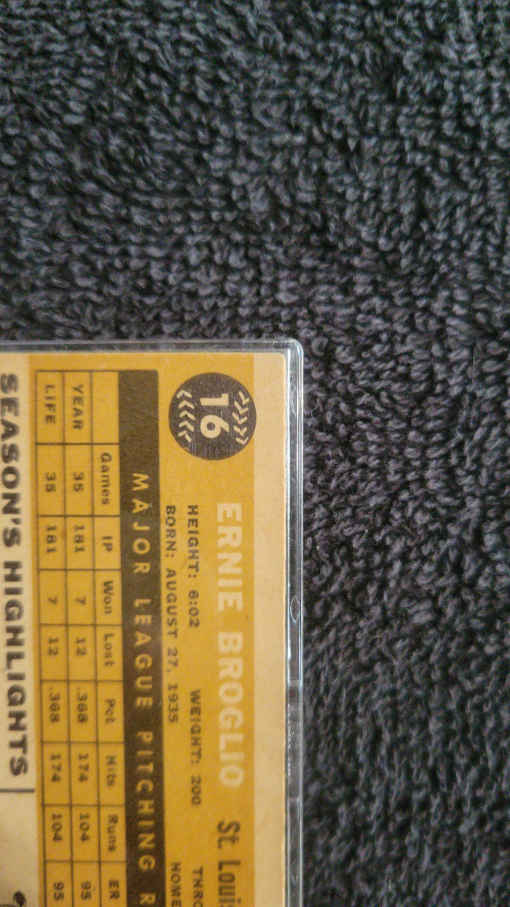 16
ERNIE BROGLIO St. Loui
HEIGHT: 6:02 WEIGHT: 200 THRO
BORN: AUGUST 27, 1935 HOME
MAJOR LEAGUE PITCHING R
Games IP Won Lost Pct Hits Runs ER
YEAR 35 181 7 12 .368 174 104 95
LIFE 35 181 7 12 .368 174 104 95
SEASON'S HIGHLIGHTS